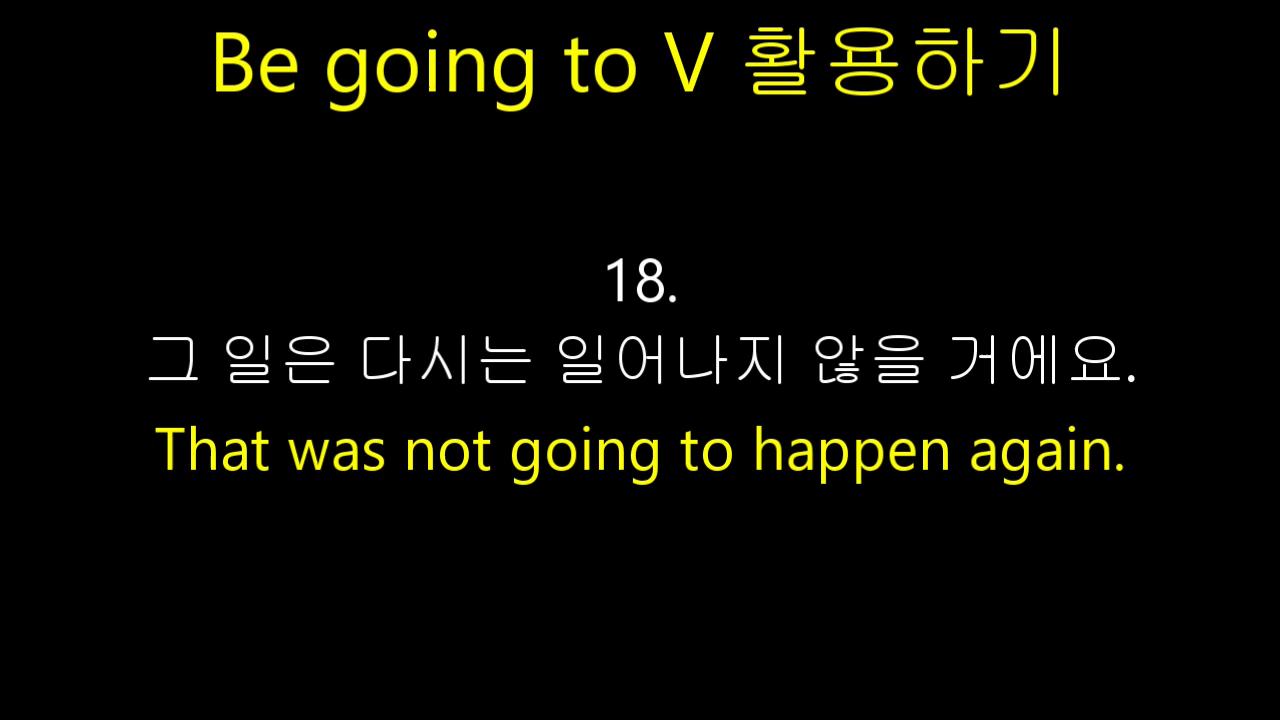 Be going to V 활용하기
18.
그 일은 다시는 일어나지 않을 거에요.
That was not going to happen again.